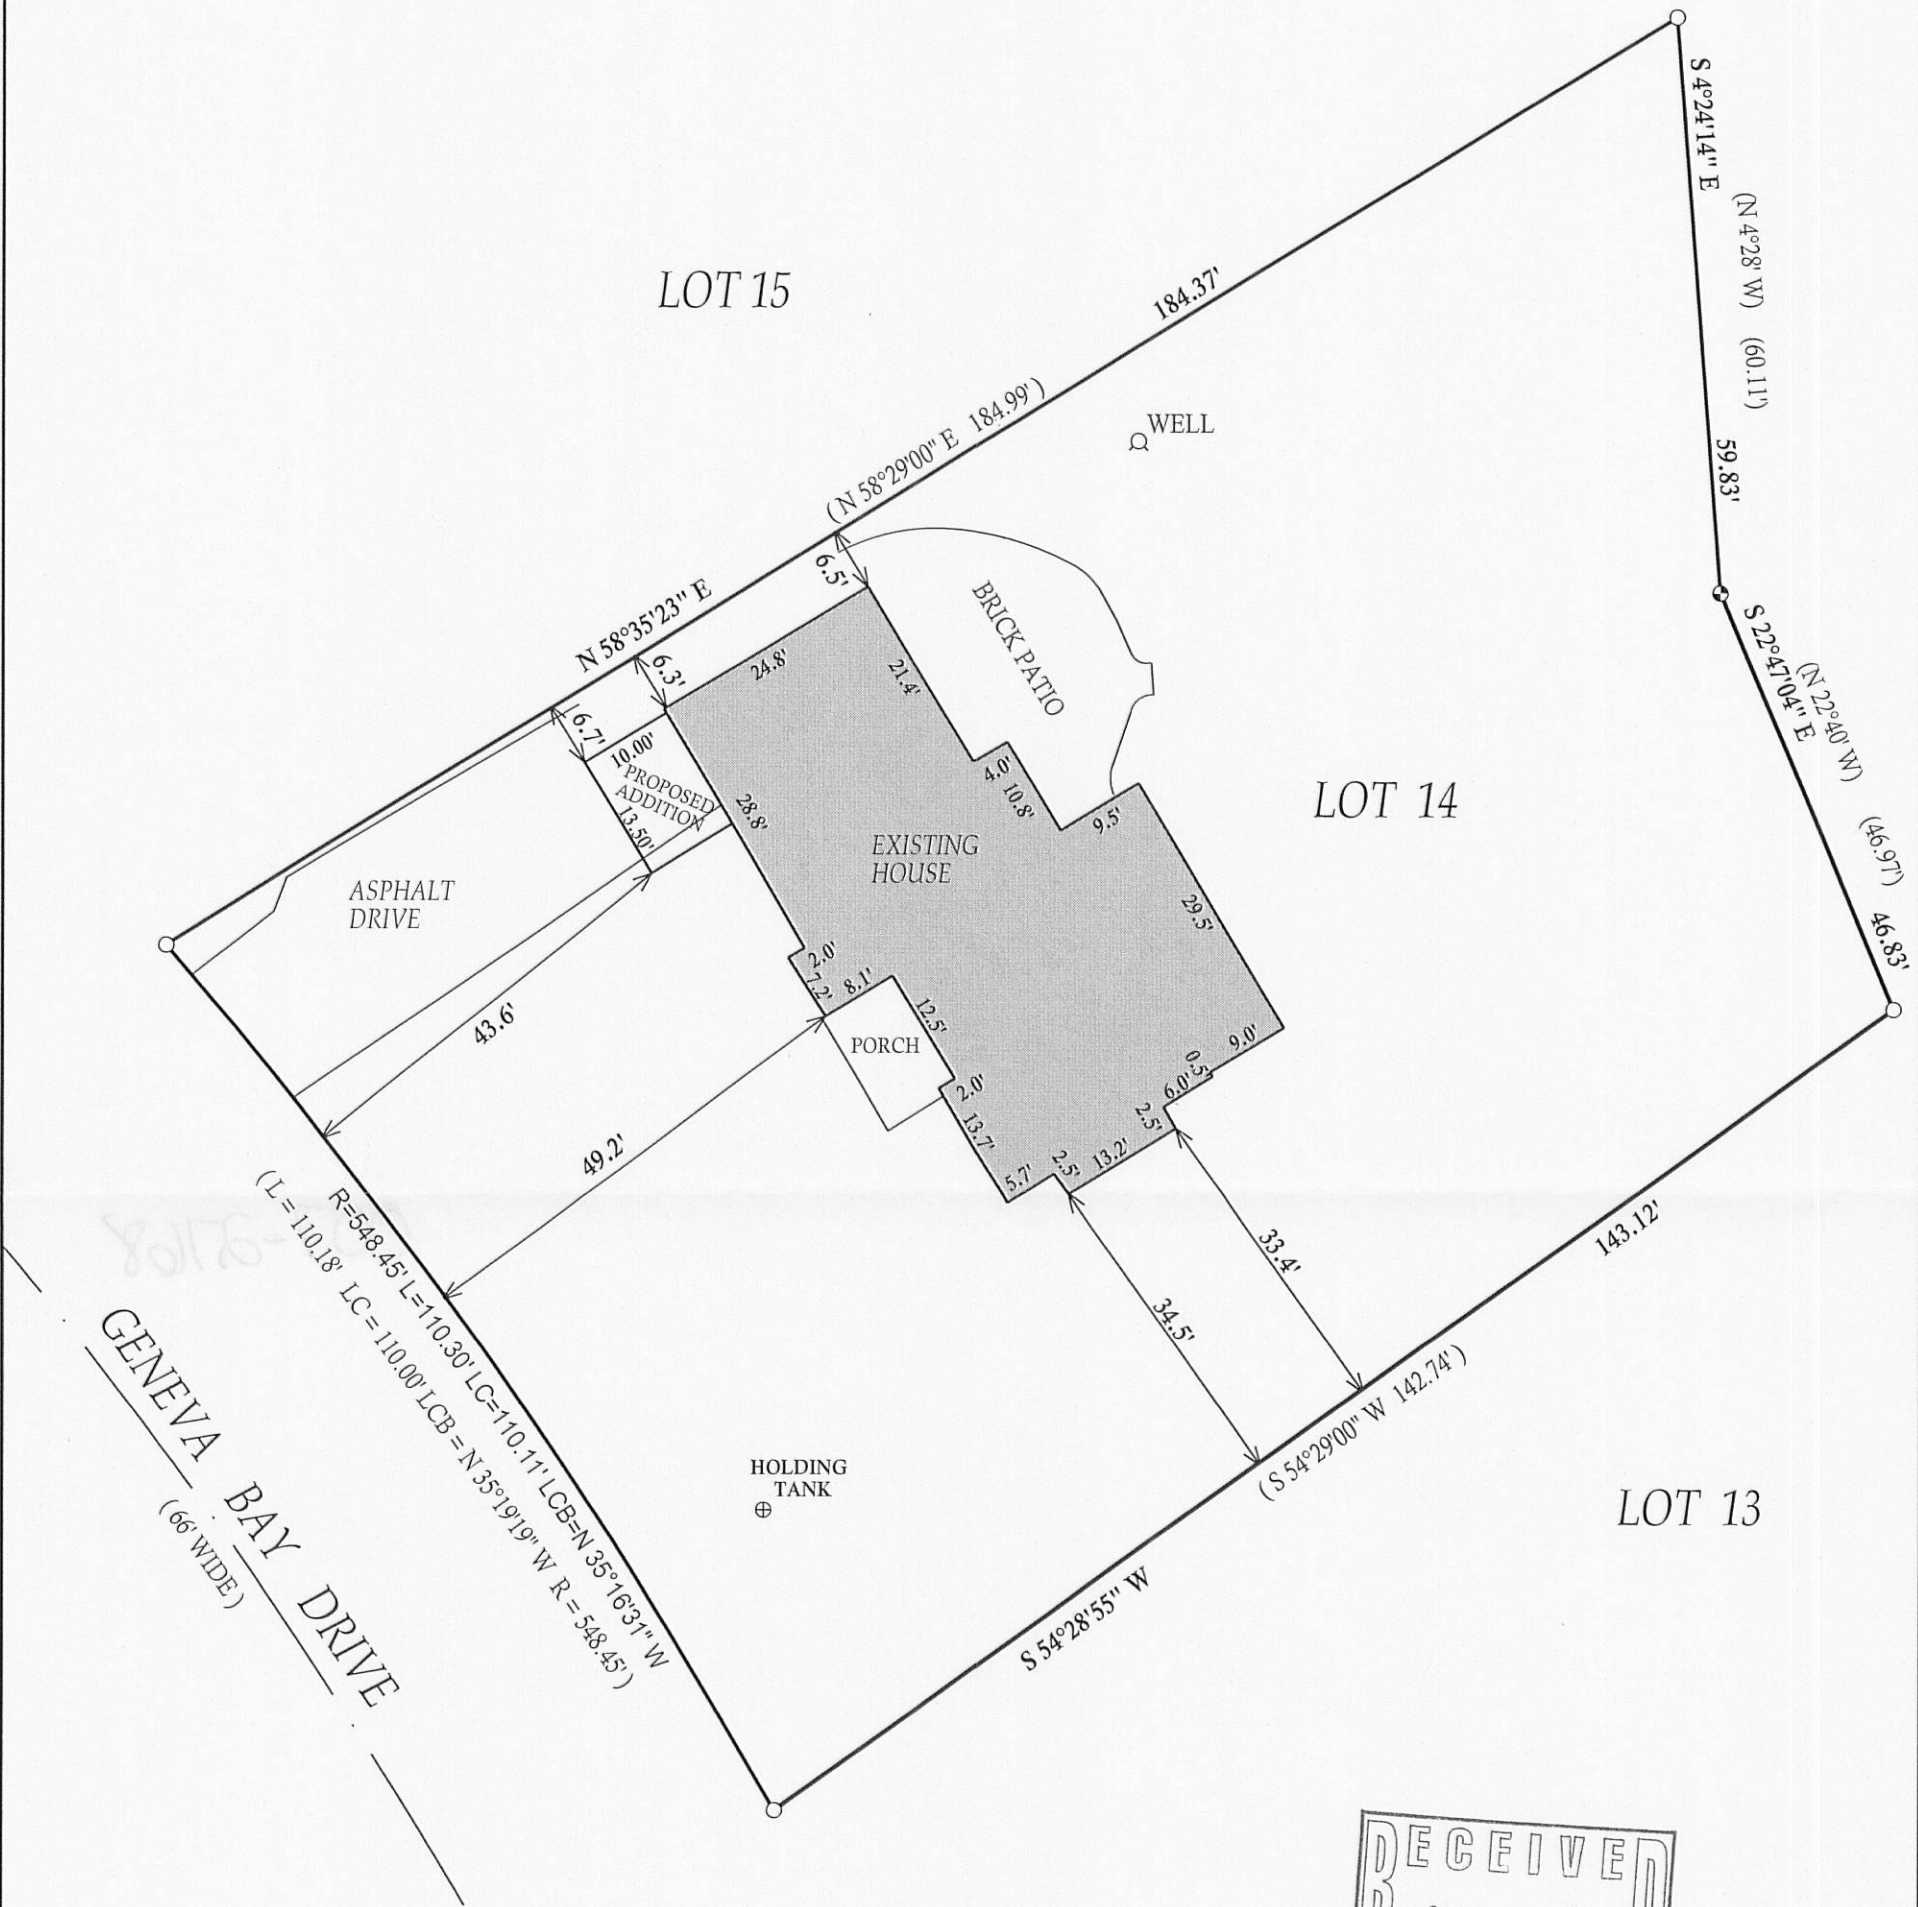 S 4°24'14" E
(N 4°28' W) (60.11')
59.83'
LOT 15
184.37'
(N 58°29'00" E 184.99')
WELL
N 58°35'23" E
6.5'
6.3'
6.7'
24.8'
21.4'
BRICK PATIO
S 22°47'04" E
(N 22°40' W) (46.97')
46.83'
10.00'
PROPOSED
ADDITION
13.50'
28.8'
4.0'
10.8'
9.5'
LOT 14
EXISTING
HOUSE
ASPHALT
DRIVE
29.5'
2.0'
7.2'
8.1'
12.5'
PORCH
2.0'
13.7'
5.7'
2.5'
13.2'
2.5'
6.0'
0.5'
9.0'
43.6'
49.2'
33.4'
34.5'
143.12'
(S 54°29'00" W 142.74')
S 54°28'55" W
R=548.45' L=110.30' LC=110.11' LCB=N 35°16'31" W
(L = 110.18' LC = 110.00' LCB = N 35°19'19" W R = 548.45')
GENEVA BAY DRIVE
(66' WIDE)
HOLDING
TANK
LOT 13
RECEIVED